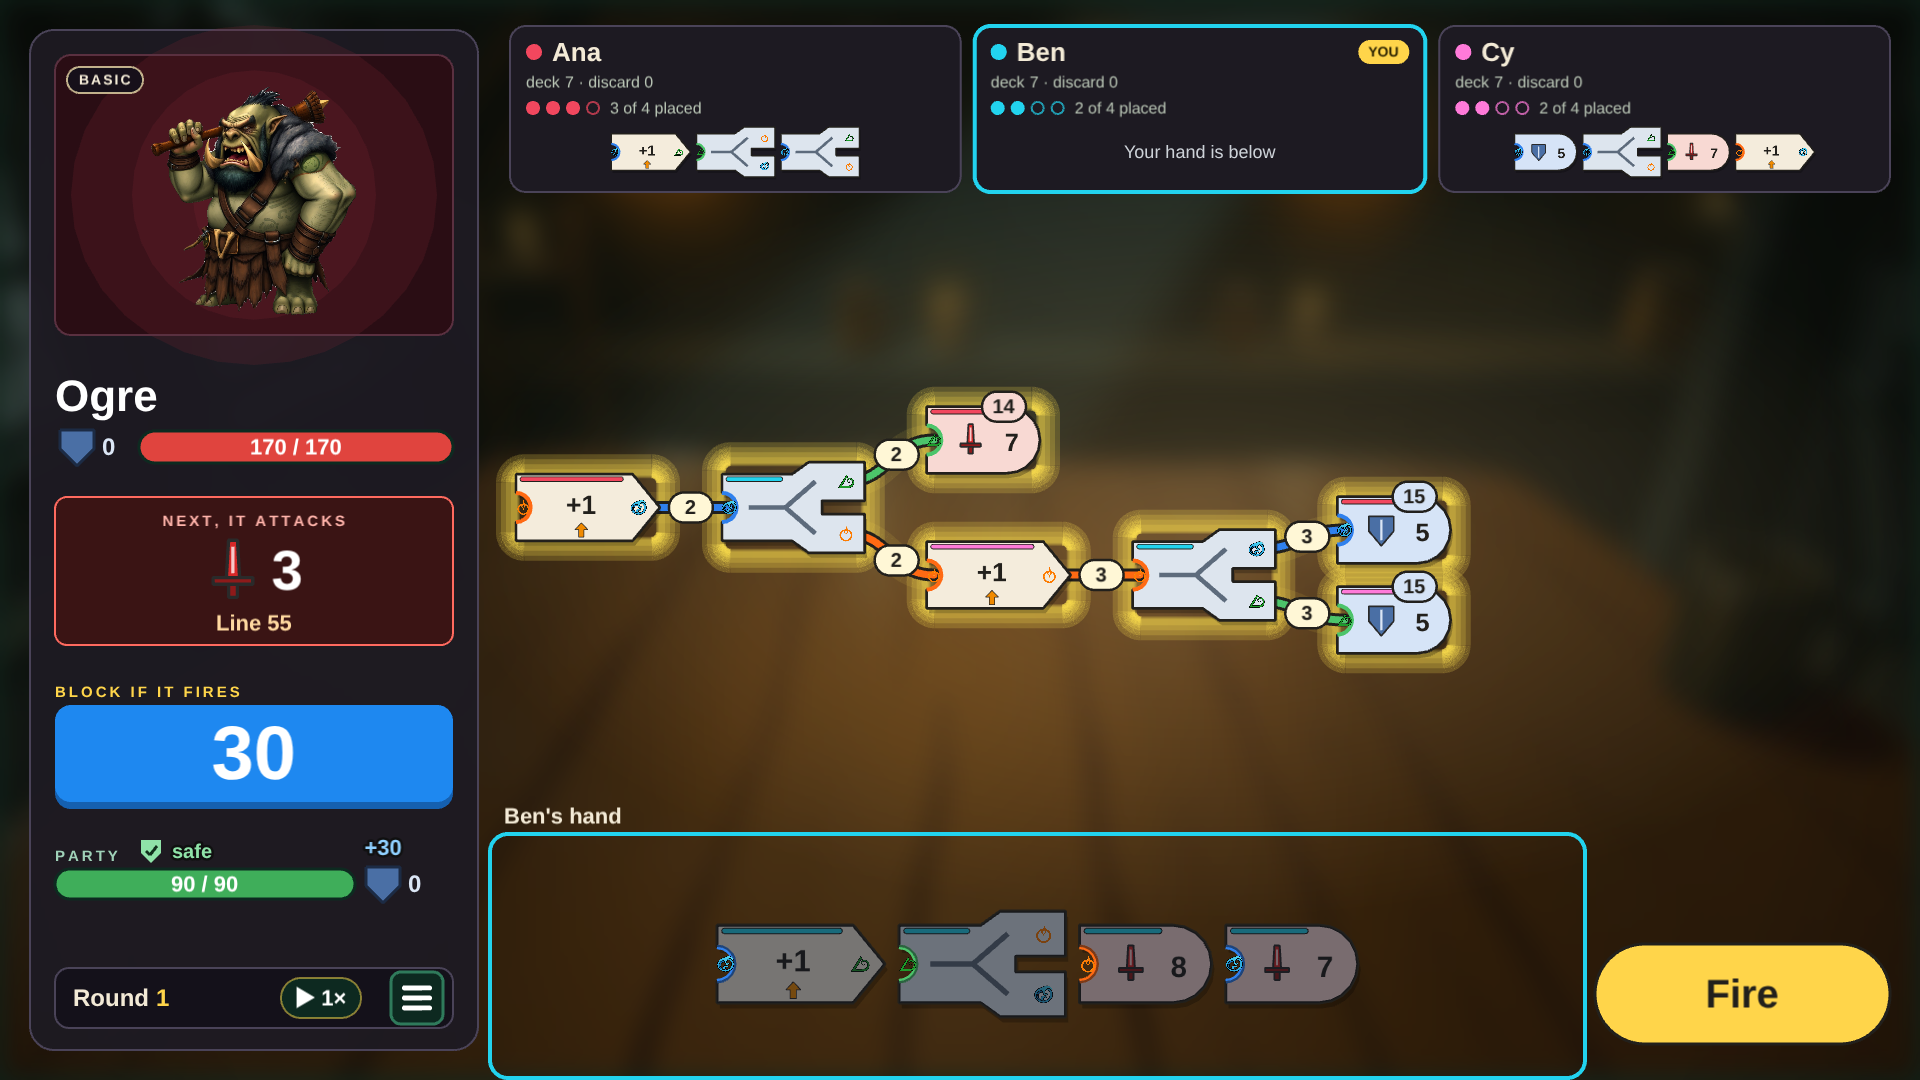 BASIC
Ogre
0
170 / 170
NEXT, IT ATTACKS
3
Line 55
BLOCK IF IT FIRES
30
PARTY safe +30
90 / 90 0
Round 1
1×
Ana
deck 7 · discard 0
3 of 4 placed
+1
Ben
YOU
deck 7 · discard 0
2 of 4 placed
Your hand is below
Cy
deck 7 · discard 0
2 of 4 placed
5 7 +1
14
2 7
+1 2
15
3 5
2 +1 3
15
3 5
Ben's hand
+1 8 7
Fire